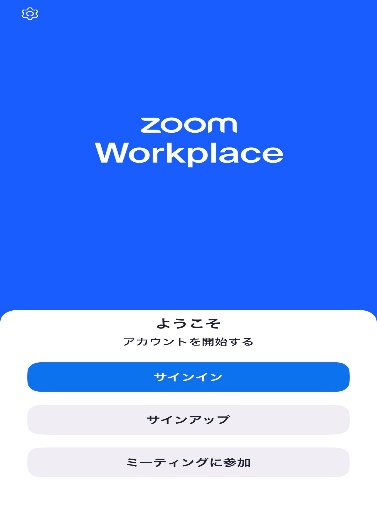 zoom
Workplace
ようこそ
アカウントを開始する
サインイン
サインアップ
ミーティングに参加